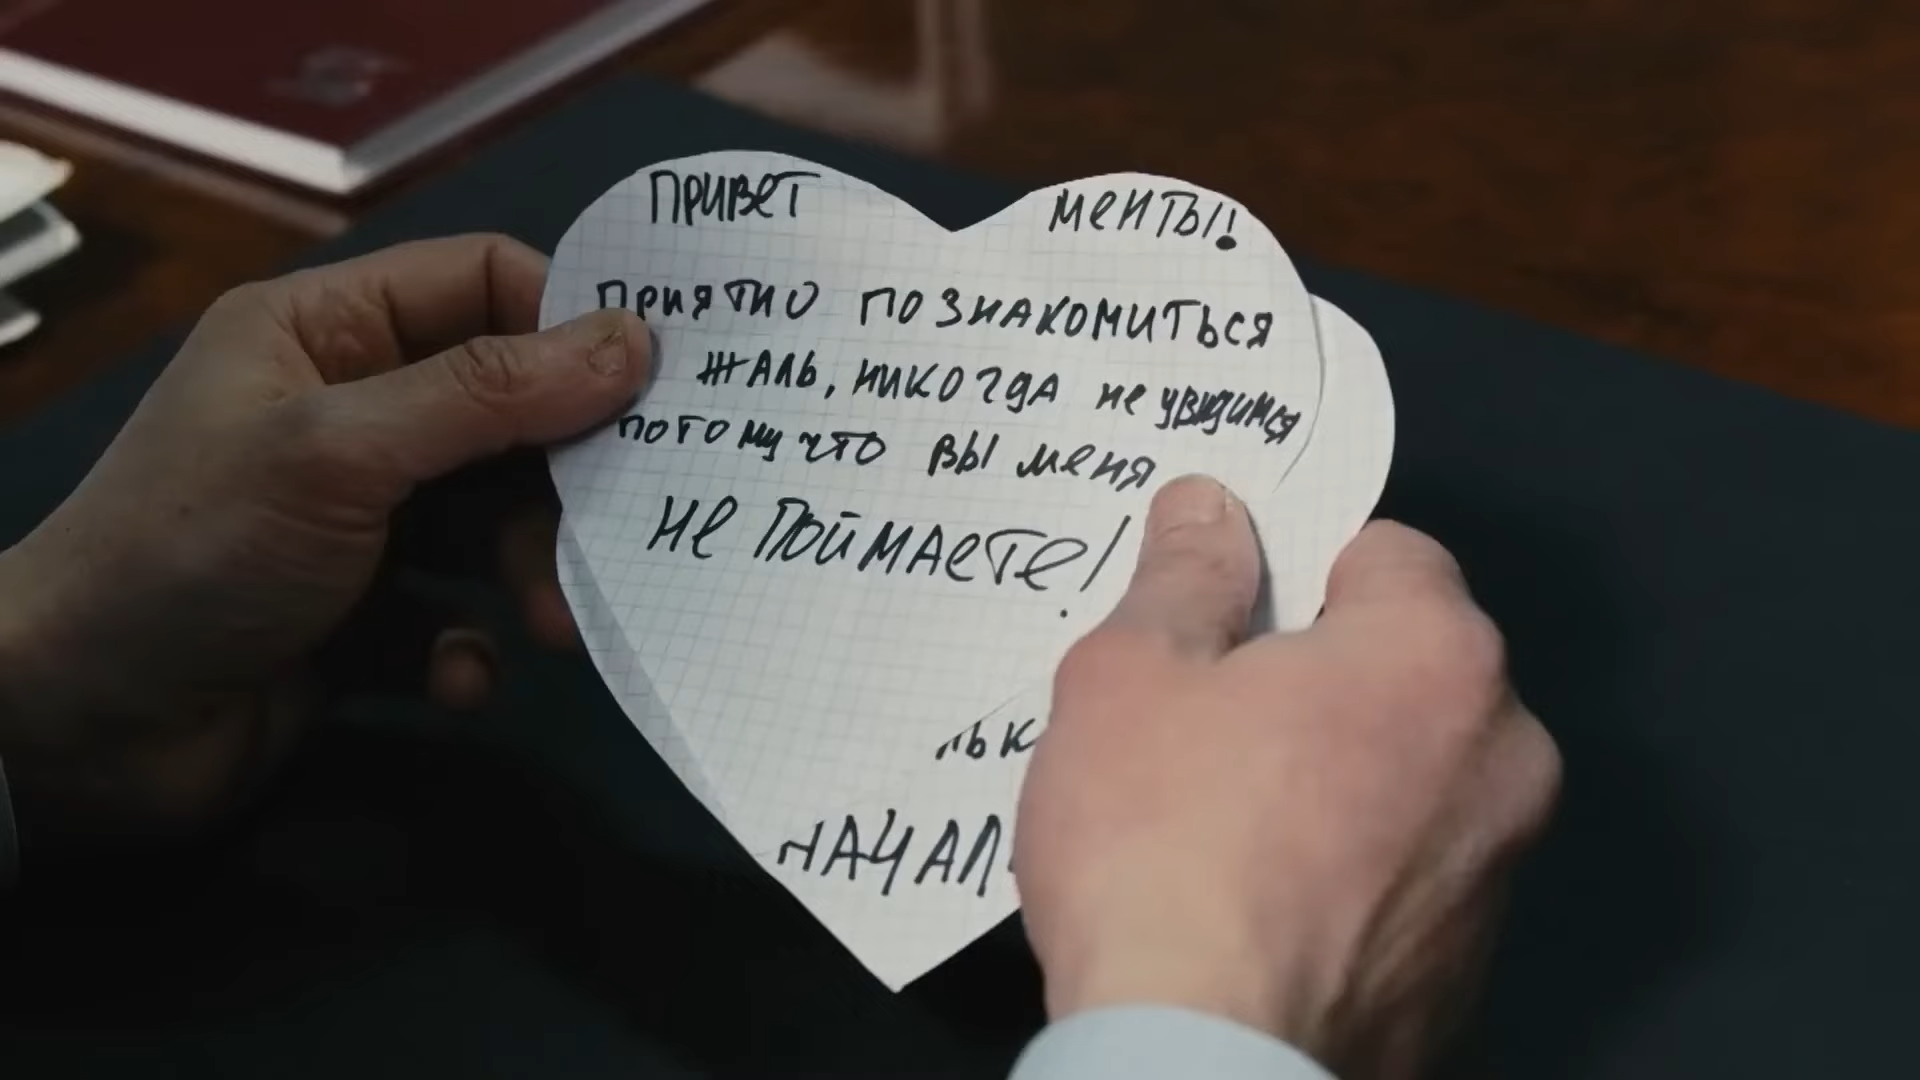 ПРИВЕТ МЕНТЫ!
ПРИЯТНО ПОЗНАКОМИТЬСЯ
ЖАЛЬ, НИКОГДА НЕ УВИДИМСЯ
ПОТОМУ ЧТО ВЫ МЕНЯ
НЕ ПОЙМАЕТЕ!